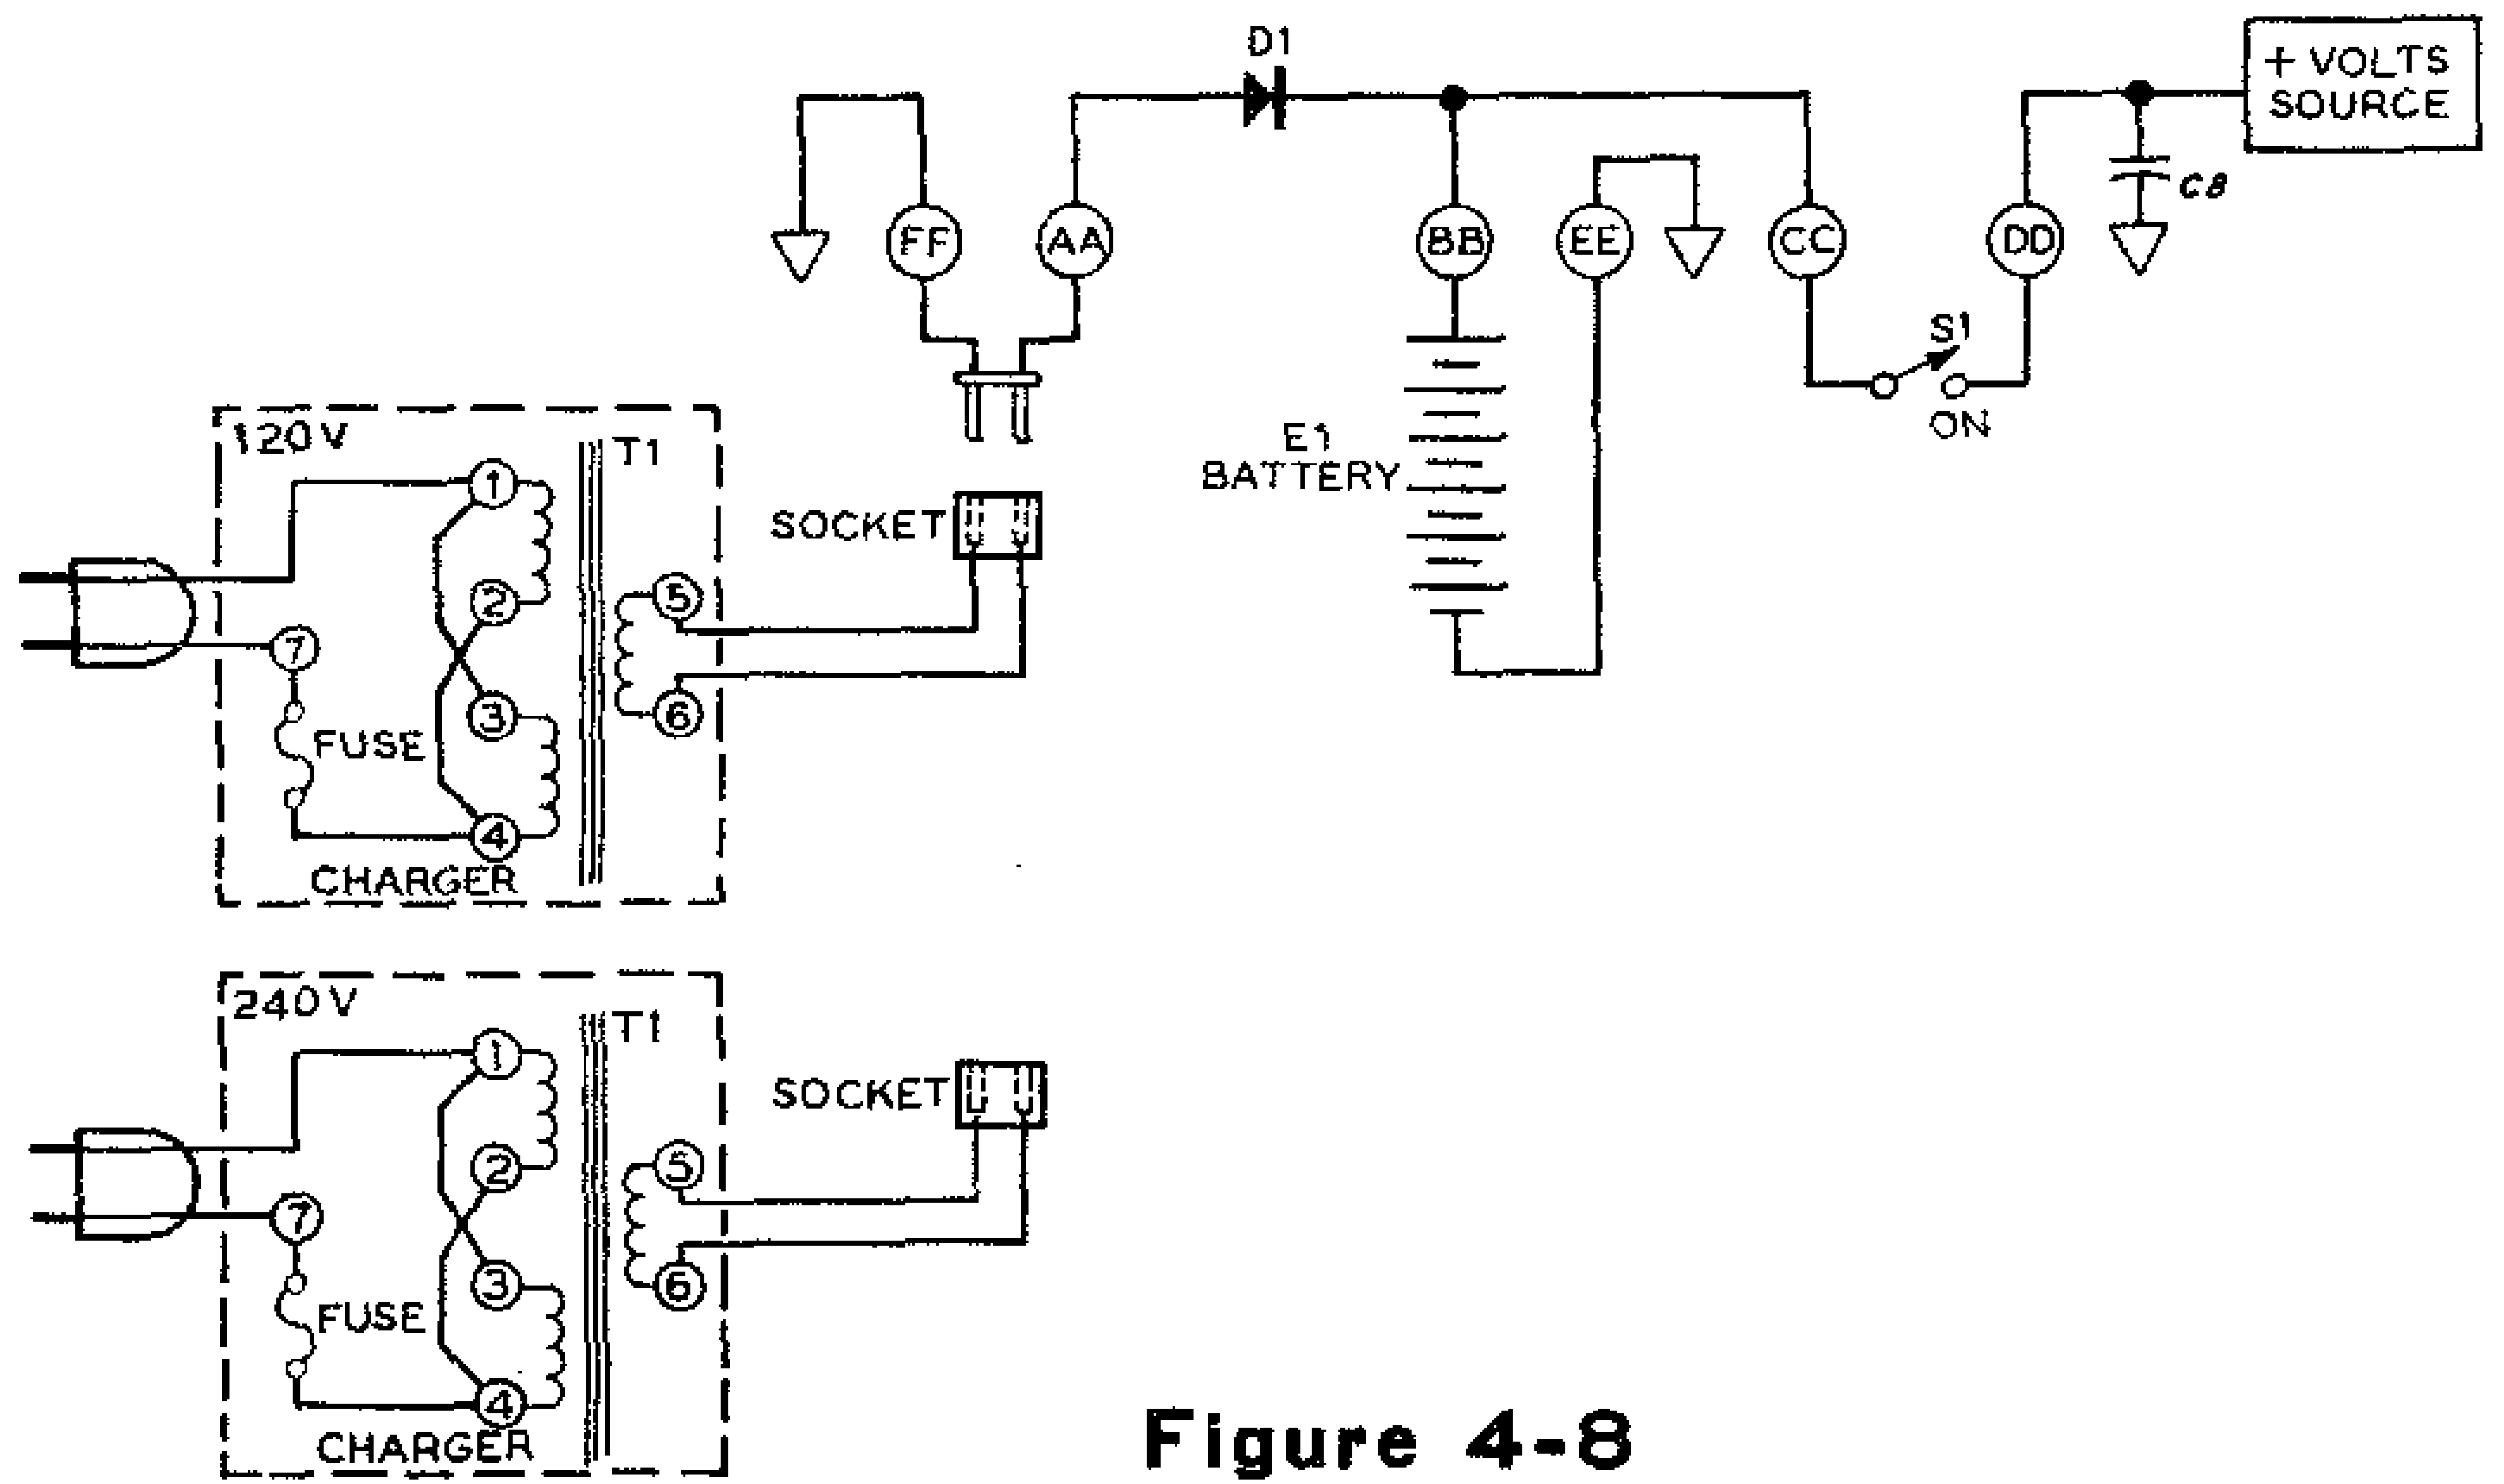 D1
+ VOLTS
SOURCE
C8
FF
AA
BB
EE
CC
DD
S1
ON
E1
BATTERY
120V
T1
1
2
3
4
5
6
7
FUSE
CHARGER
SOCKET
240V
T1
1
2
3
4
5
6
7
FUSE
CHARGER
SOCKET
Figure 4-8